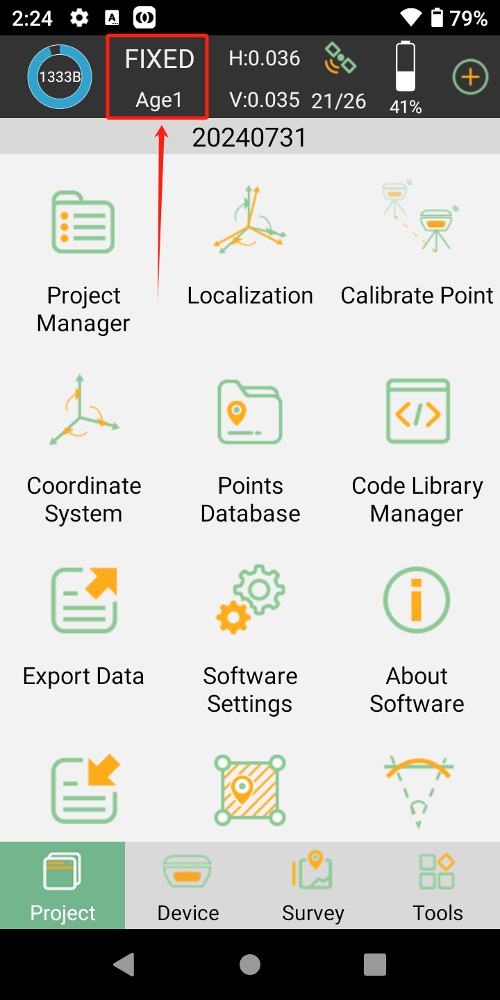 2:24 A 79%
1333B FIXED H:0.036
Age1 V:0.035 21/26 41%
20240731
Project Manager
Localization
Calibrate Point
Coordinate System
Points Database
Code Library Manager
Export Data
Software Settings
About Software
Project
Device
Survey
Tools